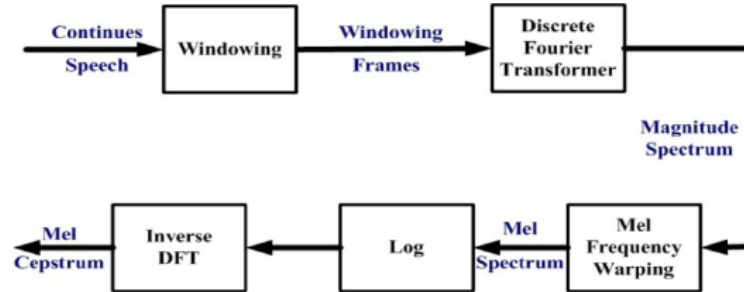 Continues
Speech
Windowing
Windowing
Frames
Discrete
Fourier
Transformer
Magnitude
Spectrum
Mel
Frequency
Warping
Mel
Spectrum
Log
Inverse
DFT
Mel
Cepstrum